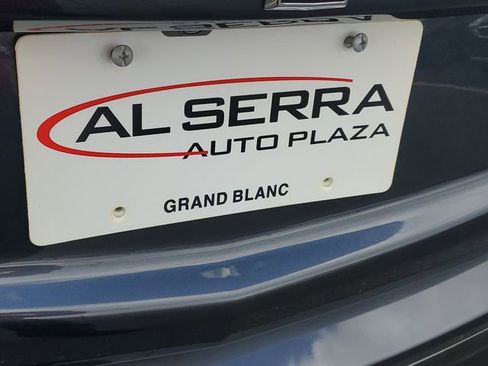 AL SERRA
AUTO PLAZA
GRAND BLANC